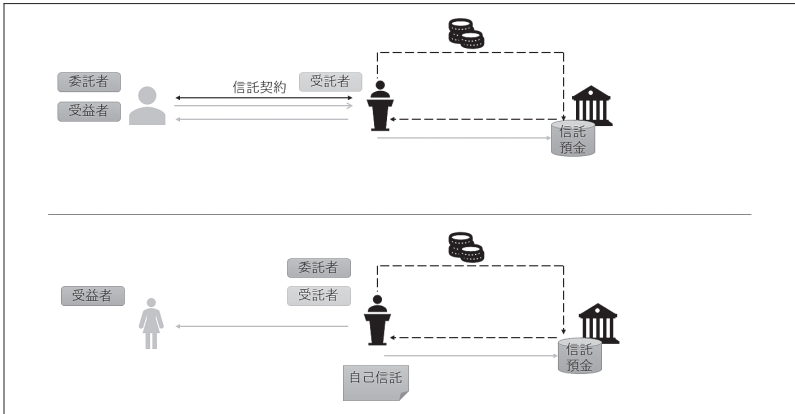 委託者
受益者
信託契約
受託者
信託
預金
委託者
受託者
受益者
信託
預金
自己信託